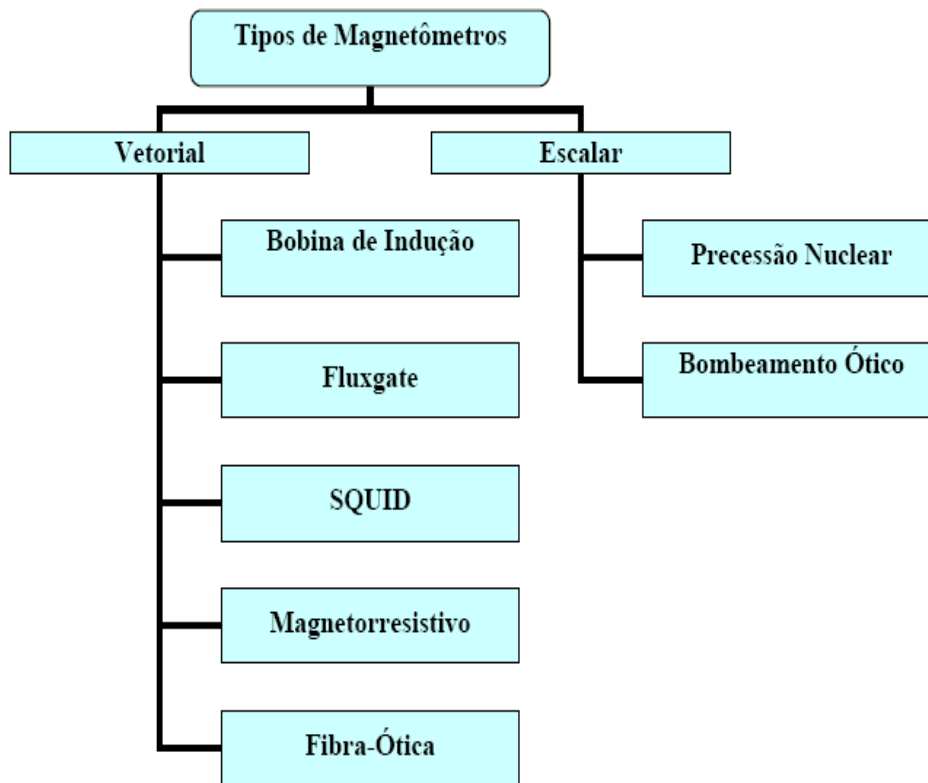 Tipos de Magnetômetros
Vetorial
Escalar
Bobina de Indução
Precessão Nuclear
Fluxgate
Bombeamento Ótico
SQUID
Magnetorresistivo
Fibra-Ótica